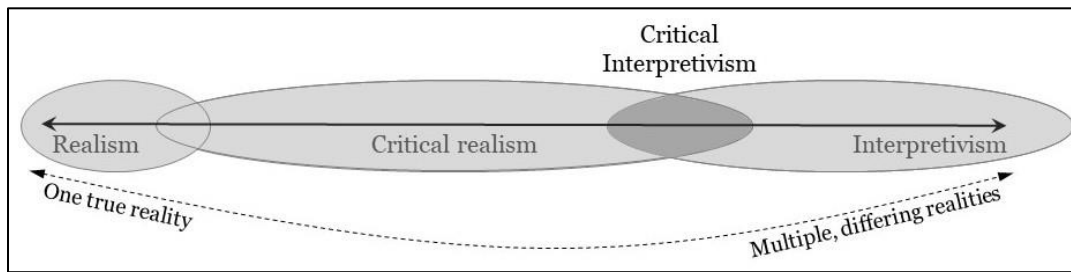 Critical
Interpretivism
Realism
Critical realism
Interpretivism
One true reality
Multiple, differing realities